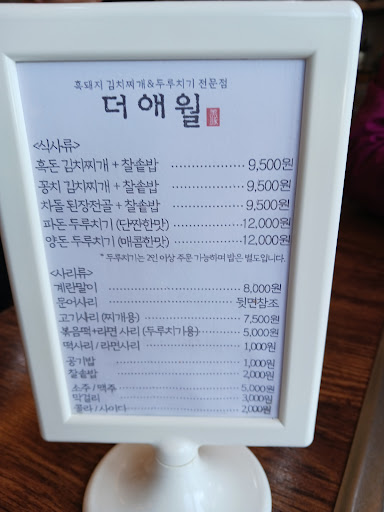 흑돼지 김치찌개&두루치기 전문점
더애월
<식사류>
흑돈 김치찌개 + 찰솥밥 ·················· 9,500원
꽁치 김치찌개 + 찰솥밥 ·················· 9,500원
차돌 된장전골 + 찰솥밥 ·················· 9,500원
파돈 두루치기 (단짠한맛) ·············· 12,000원
양돈 두루치기 (매콤한맛) ·············· 12,000원
* 두루치기는 2인 이상 주문 가능하며 밥은 별도입니다.
<사리류>
계란말이 ·················· 8,000원
문어사리 ·················· 뒷면참조
고기사리 (찌개용) ·················· 7,500원
볶음떡+라면 사리 (두루치기용) ·········· 5,000원
떡사리 / 라면사리 ·················· 1,000원
공기밥 ·················· 1,000원
찰솥밥 ·················· 2,000원
소주 / 맥주 ·················· 5,000원
막걸리 ·················· 3,000원
콜라 / 사이다 ·················· 2,000원